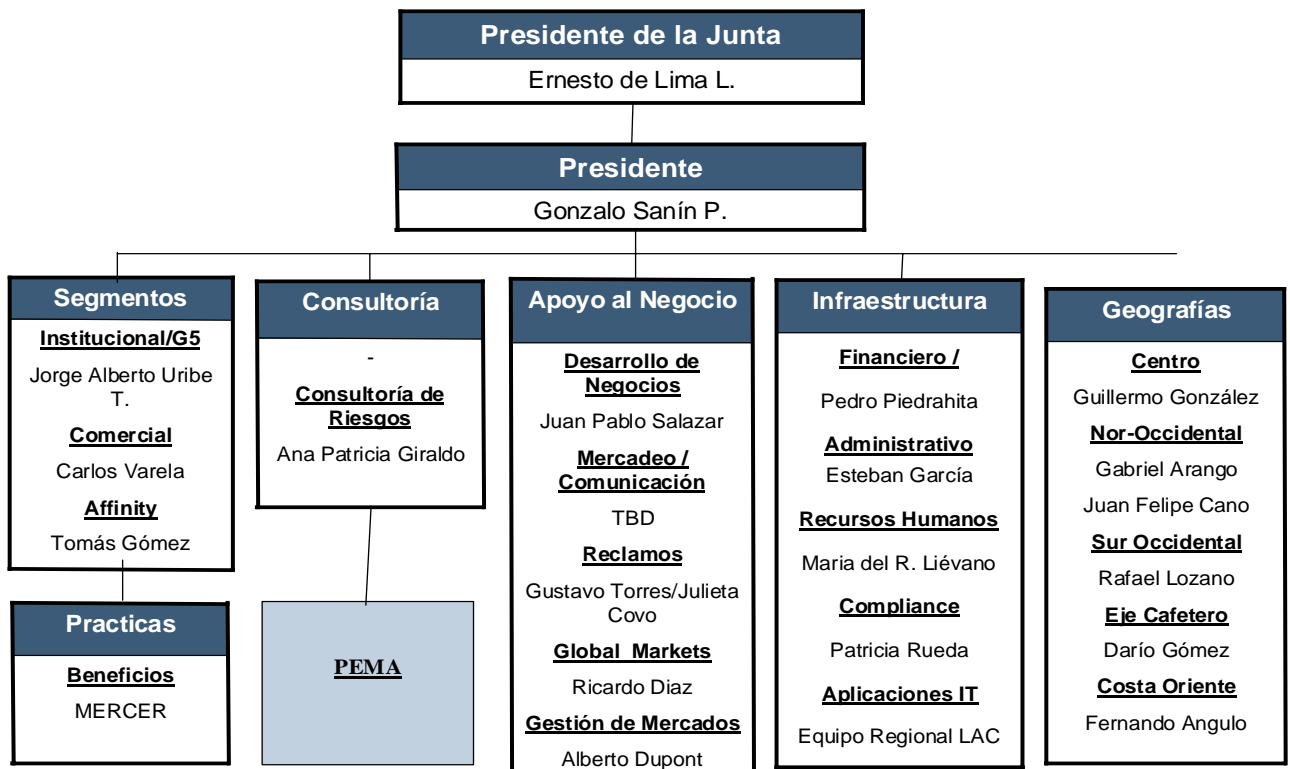 Presidente de la Junta
Ernesto de Lima L.
Presidente
Gonzalo Sanín P.
Segmentos
Institucional/G5
Jorge Alberto Uribe
T.
Comercial
Carlos Varela
Affinity
Tomás Gómez
Practicas
Beneficios
MERCER
Consultoría
-
Consultoría de
Riesgos
Ana Patricia Giraldo
PEMA
Apoyo al Negocio
Desarrollo de
Negocios
Juan Pablo Salazar
Mercadeo /
Comunicación
TBD
Reclamos
Gustavo Torres/Julieta
Covo
Global Markets
Ricardo Diaz
Gestión de Mercados
Alberto Dupont
Infraestructura
Financiero /
Pedro Piedrahita
Administrativo
Esteban García
Recursos Humanos
Maria del R. Liévano
Compliance
Patricia Rueda
Aplicaciones IT
Equipo Regional LAC
Geografías
Centro
Guillermo González
Nor-Occidental
Gabriel Arango
Juan Felipe Cano
Sur Occidental
Rafael Lozano
Eje Cafetero
Darío Gómez
Costa Oriente
Fernando Angulo